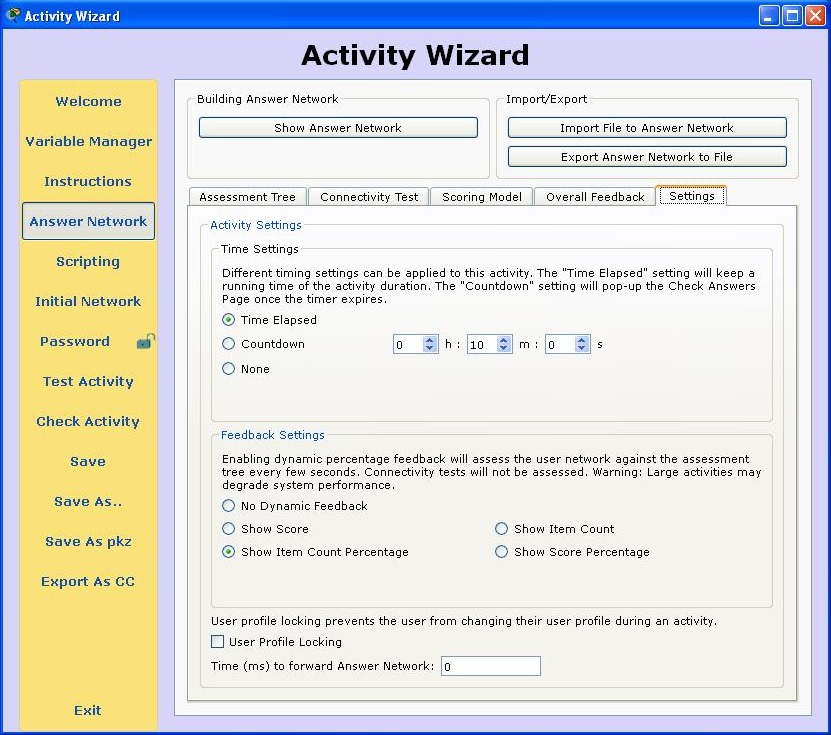 Activity Wizard
Activity Wizard
Welcome
Variable Manager
Instructions
Answer Network
Scripting
Initial Network
Password
Test Activity
Check Activity
Save
Save As..
Save As pkz
Export As CC
Exit
Building Answer Network
Show Answer Network
Import/Export
Import File to Answer Network
Export Answer Network to File
Assessment Tree
Connectivity Test
Scoring Model
Overall Feedback
Settings
Activity Settings
Time Settings
Different timing settings can be applied to this activity. The "Time Elapsed" setting will keep a
running time of the activity duration. The "Countdown" setting will pop-up the Check Answers
Page once the timer expires.
Time Elapsed
Countdown 0 h : 10 m : 0 s
None
Feedback Settings
Enabling dynamic percentage feedback will assess the user network against the assessment
tree every few seconds. Connectivity tests will not be assessed. Warning: Large activities may
degrade system performance.
No Dynamic Feedback
Show Score Show Item Count
Show Item Count Percentage Show Score Percentage
User profile locking prevents the user from changing their user profile during an activity.
User Profile Locking
Time (ms) to forward Answer Network: 0